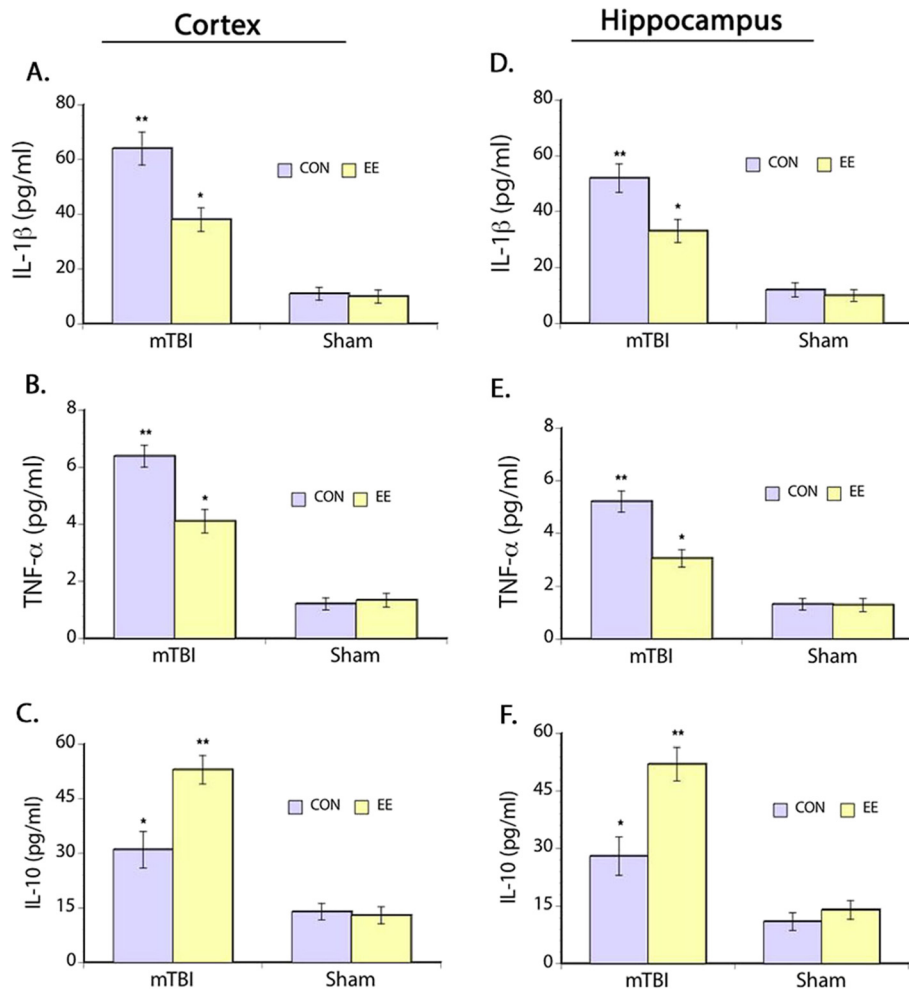 Cortex
Hippocampus
A.
80
60
40
20
0
IL-1β (pg/ml)
**
*
CON EE
mTBI Sham
D.
80
60
40
20
0
IL-1β (pg/ml)
**
*
CON EE
mTBI Sham
B.
8
6
4
2
0
TNF-α (pg/ml)
**
*
CON EE
mTBI Sham
E.
8
6
4
2
0
TNF-α (pg/ml)
**
*
CON EE
mTBI Sham
C.
60
45
30
15
0
IL-10 (pg/ml)
*
**
CON EE
mTBI Sham
F.
60
45
30
15
0
IL-10 (pg/ml)
*
**
CON EE
mTBI Sham